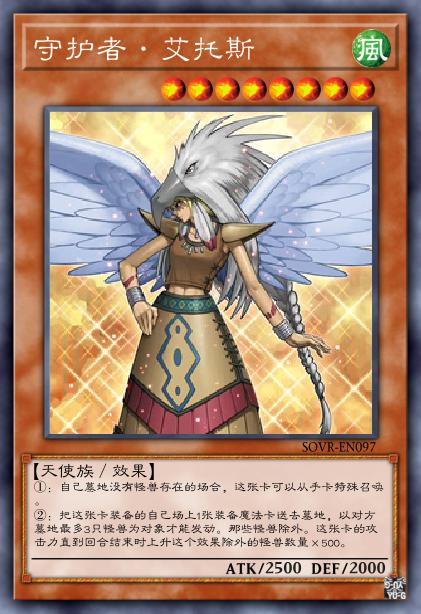 守护者·艾托斯
風
SOVR-EN097
【天使族／效果】
①：自己墓地没有怪兽存在的场合，这张卡可以从手卡特殊召唤
。
②：把这张卡装备的自己场上1张装备魔法卡送去墓地，以对方
墓地最多3只怪兽为对象才能发动。那些怪兽除外。这张卡的攻
击力直到回合结束时上升这个效果除外的怪兽数量×500。
ATK/2500 DEF/2000